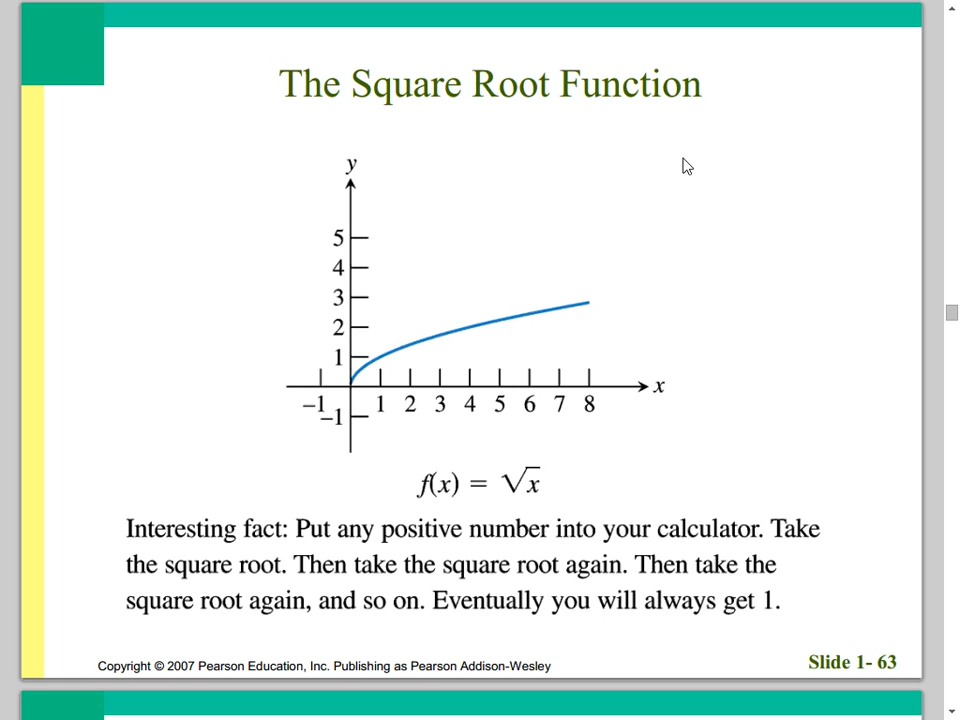 The Square Root Function
y
5
4
3
2
1
x
–1 1 2 3 4 5 6 7 8
–1
f(x) = √x
Interesting fact: Put any positive number into your calculator. Take
the square root. Then take the square root again. Then take the
square root again, and so on. Eventually you will always get 1.
Copyright © 2007 Pearson Education, Inc. Publishing as Pearson Addison-Wesley
Slide 1- 63